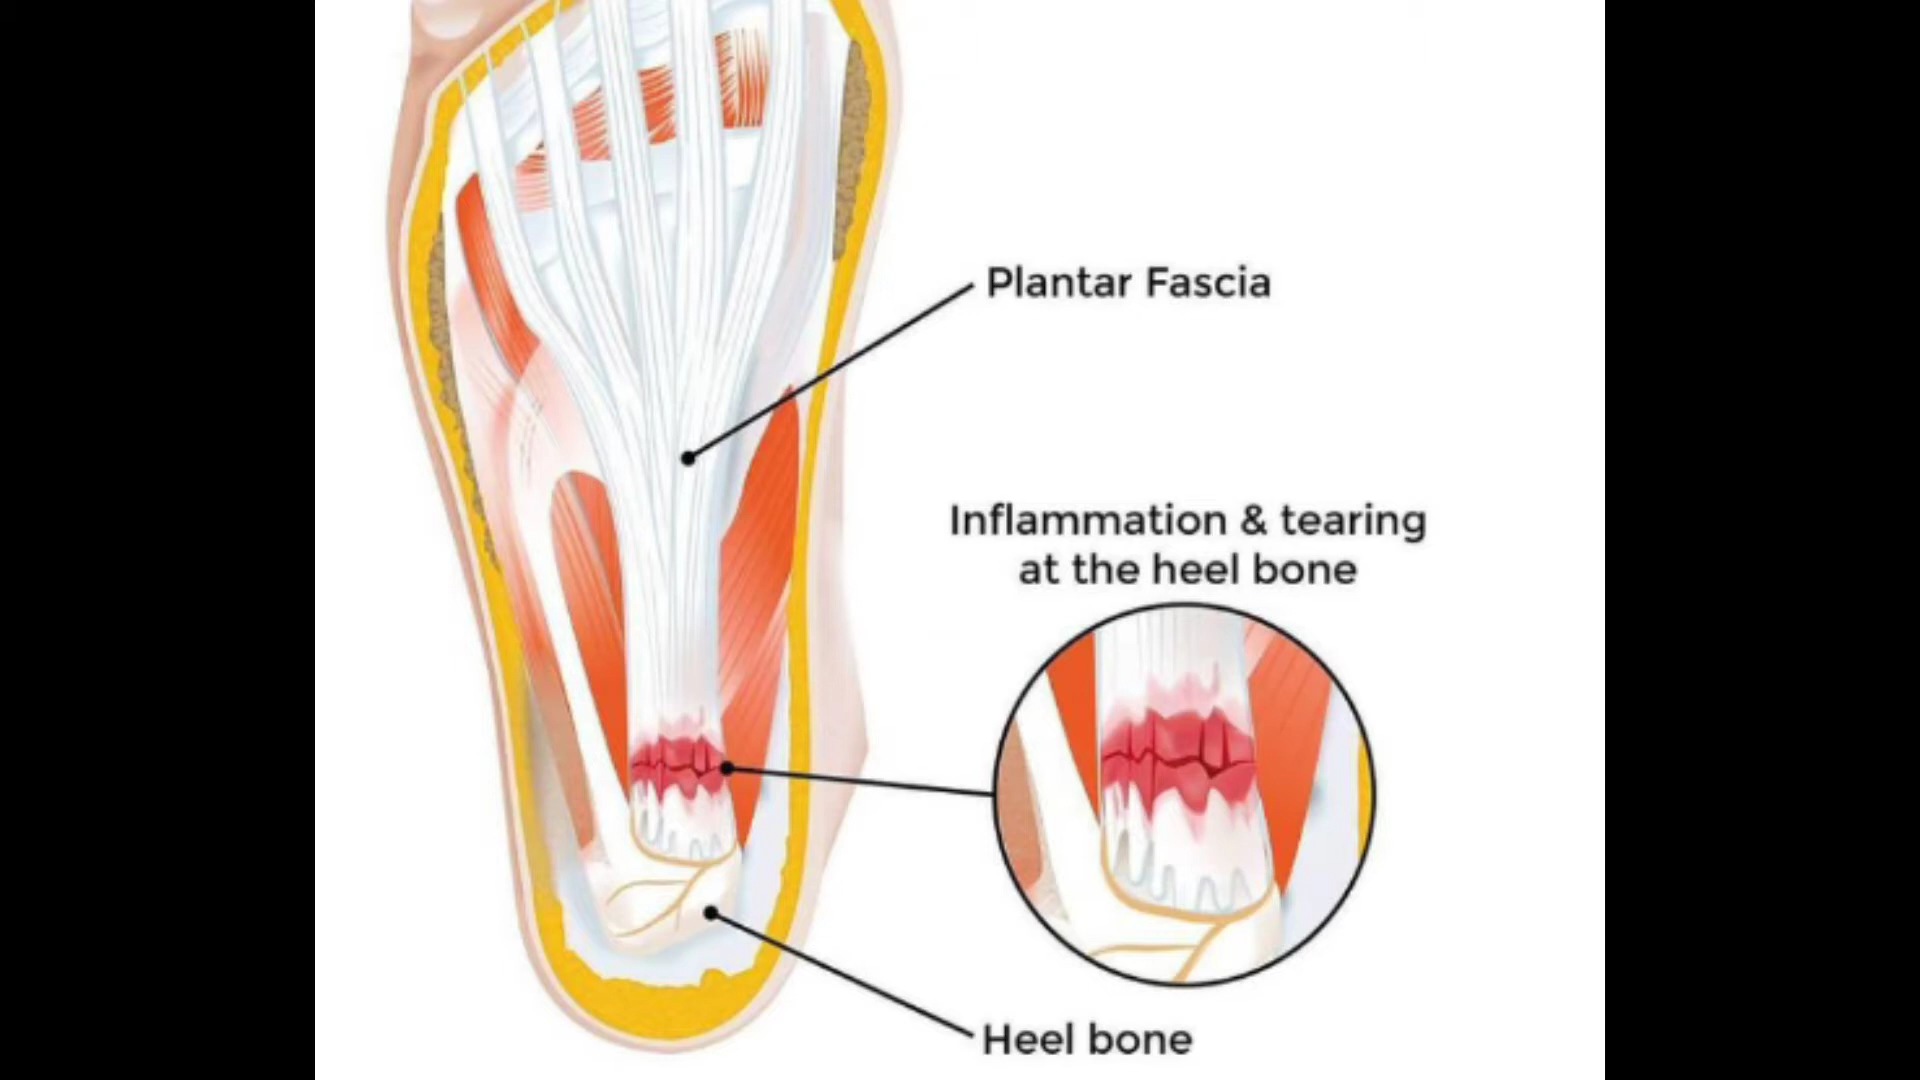 Plantar Fascia
Inflammation & tearing
at the heel bone
Heel bone